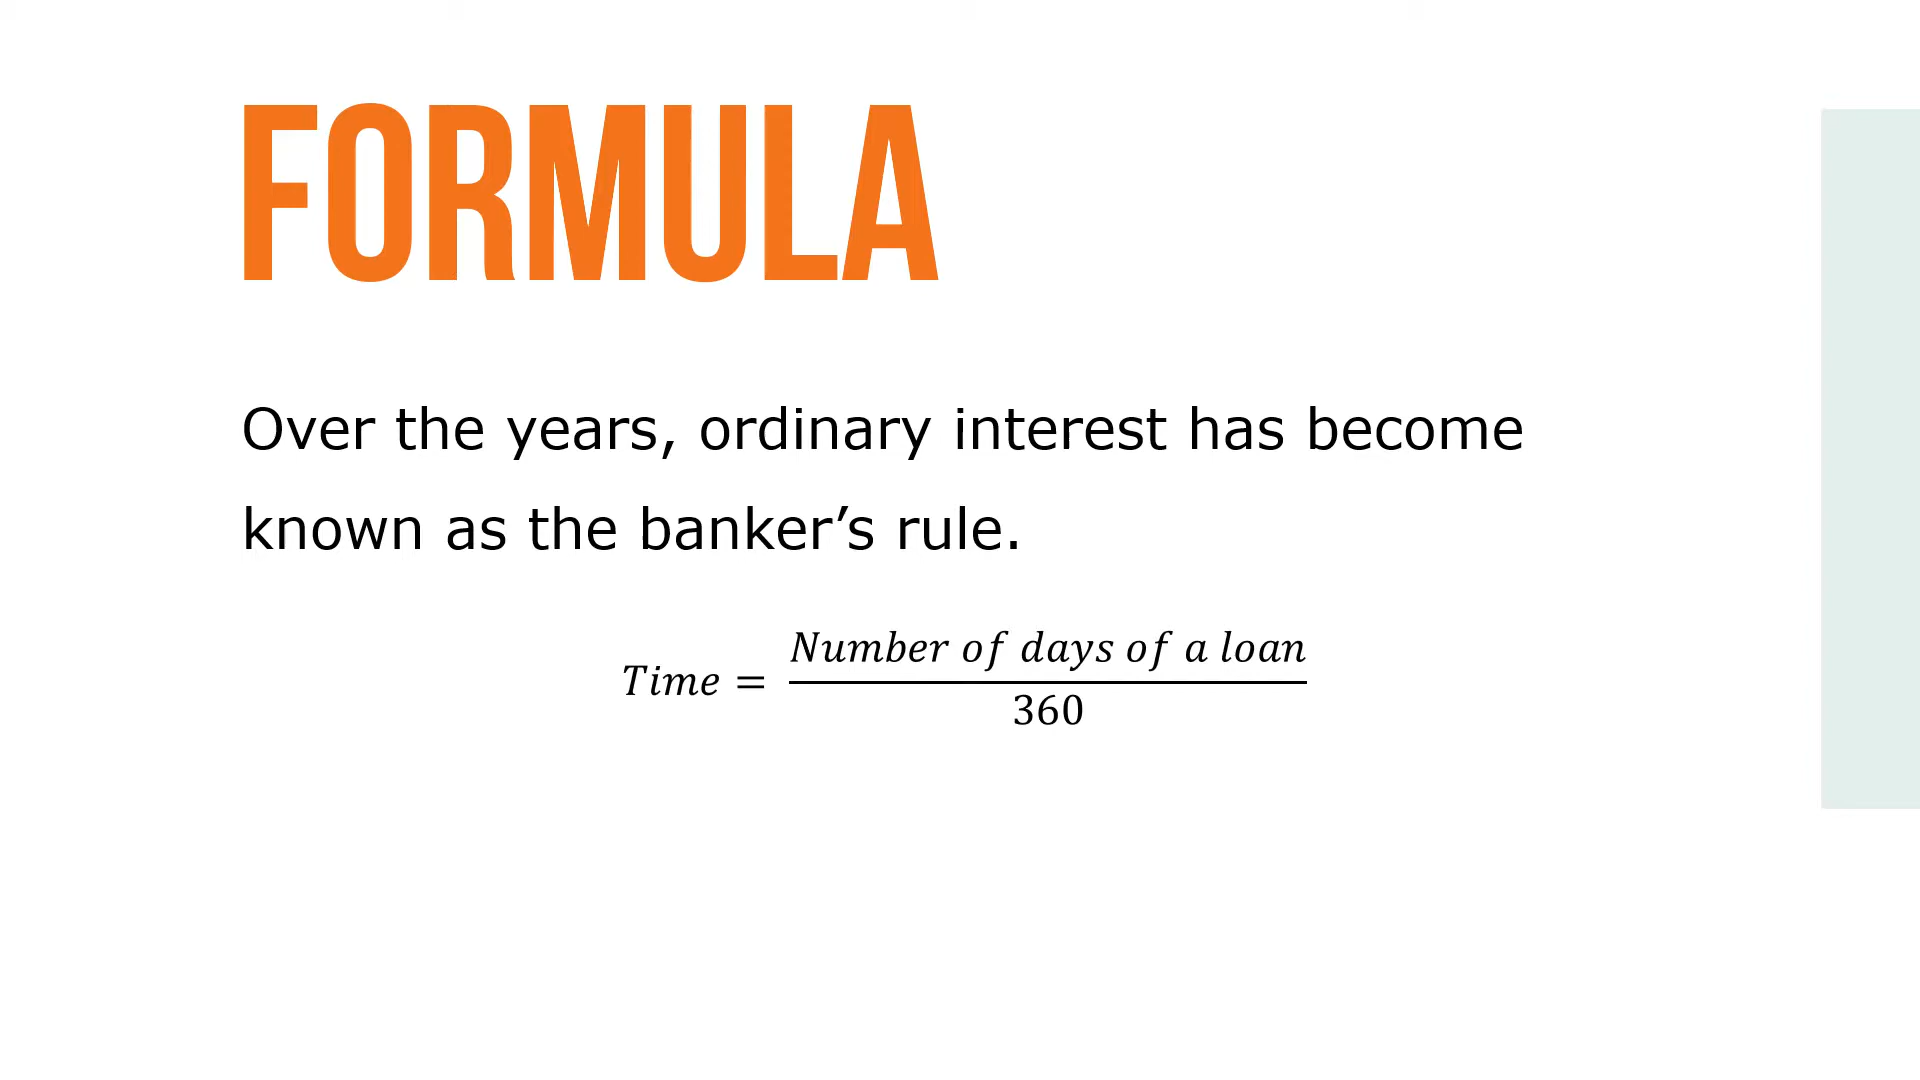 FORMULA
Over the years, ordinary interest has become
known as the banker’s rule.
Time = Number of days of a loan / 360